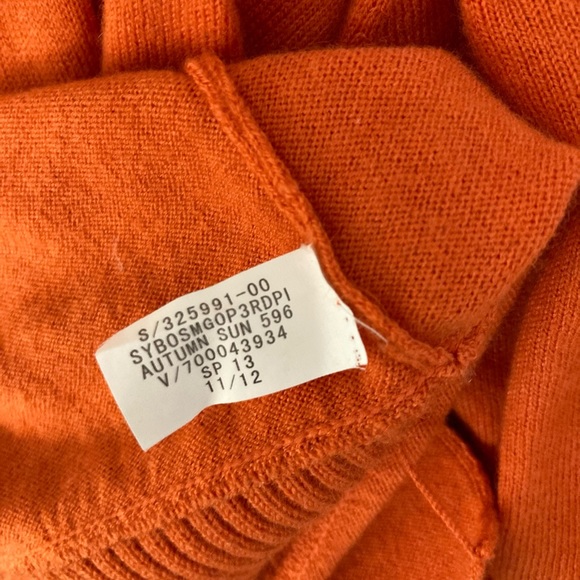 S/325991-00
SYBOSMGOP3RDPI
AUTUMN SUN 596
V/700043934
SP 13
11/12